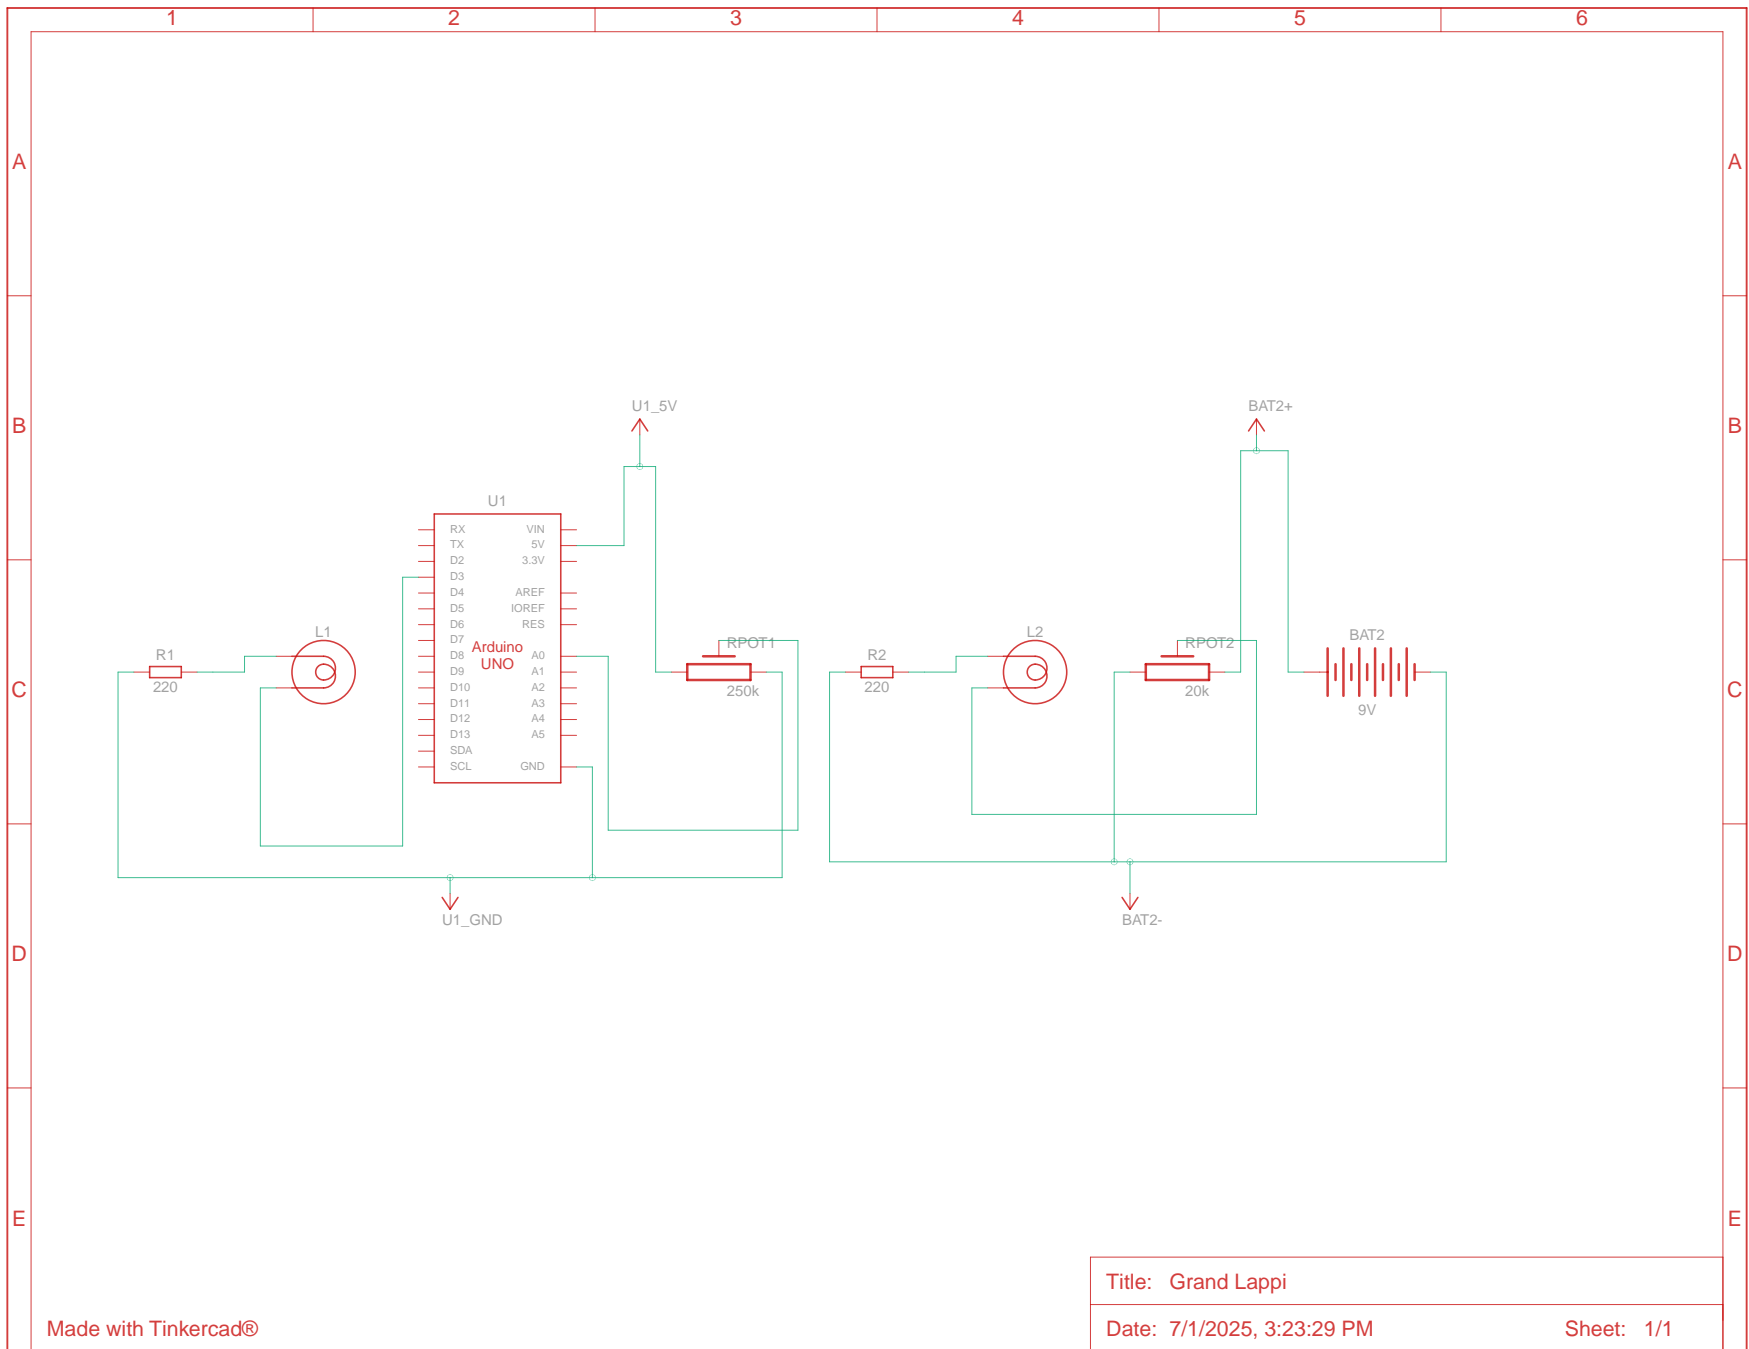 1 2 3 4 5 6
A A
U1_5V BAT2+
B B
U1
RX VIN
TX 5V
D2 3.3V
D3
D4 AREF
D5 IOREF
D6 RES
D7
D8 A0
D9 A1
D10 A2
D11 A3
D12 A4
D13 A5
SDA
SCL GND
Arduino
UNO
L1
R1
220
RPOT1
250k
L2
R2
220
RPOT2
20k
BAT2
9V
C C
U1_GND BAT2-
D D
E E
Title: Grand Lappi
Made with Tinkercad® Date: 7/1/2025, 3:23:29 PM Sheet: 1/1